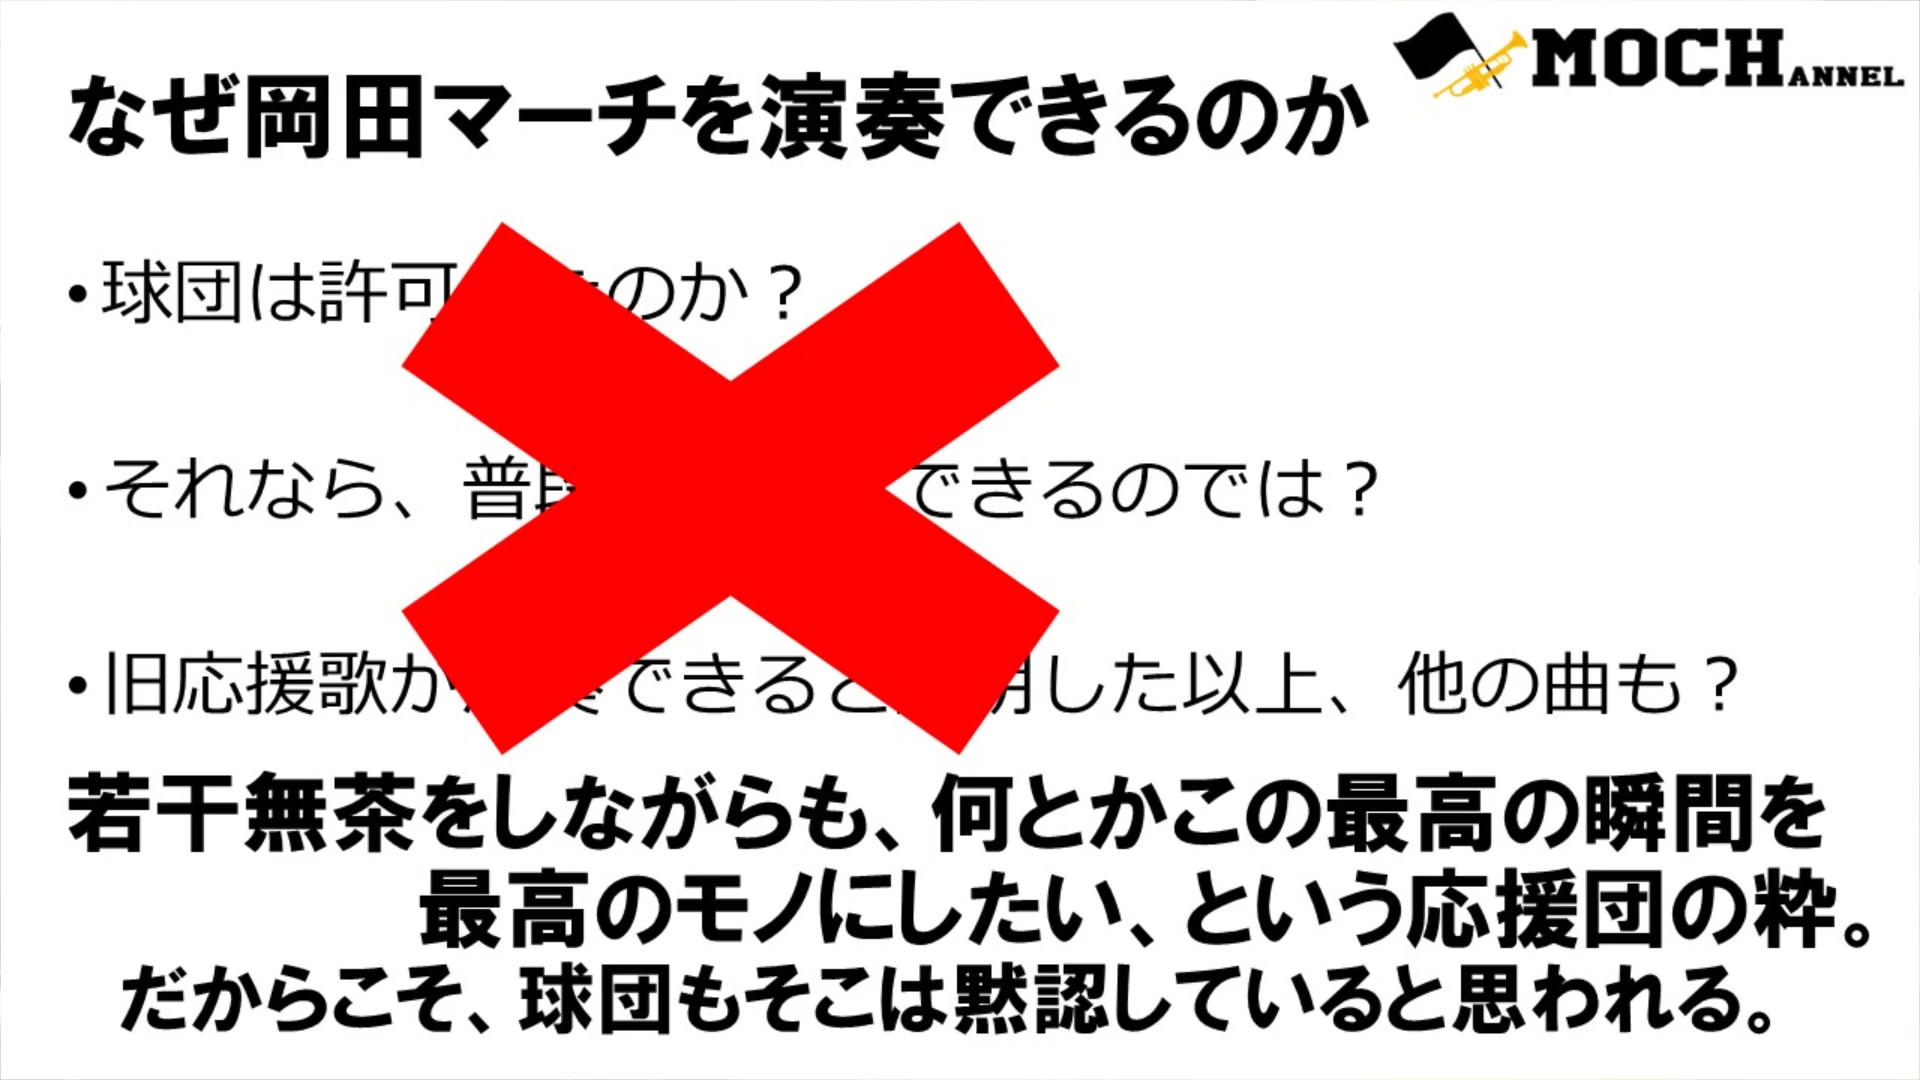 なぜ岡田マーチを演奏できるのか
MOCHANNEL
•球団は許可 のか？
•それなら、普段 できるのでは？
•旧応援歌が できると した以上、他の曲も？
若干無茶をしながらも、何とかこの最高の瞬間を
最高のモノにしたい、という応援団の粋。
だからこそ、球団もそこは黙認していると思われる。